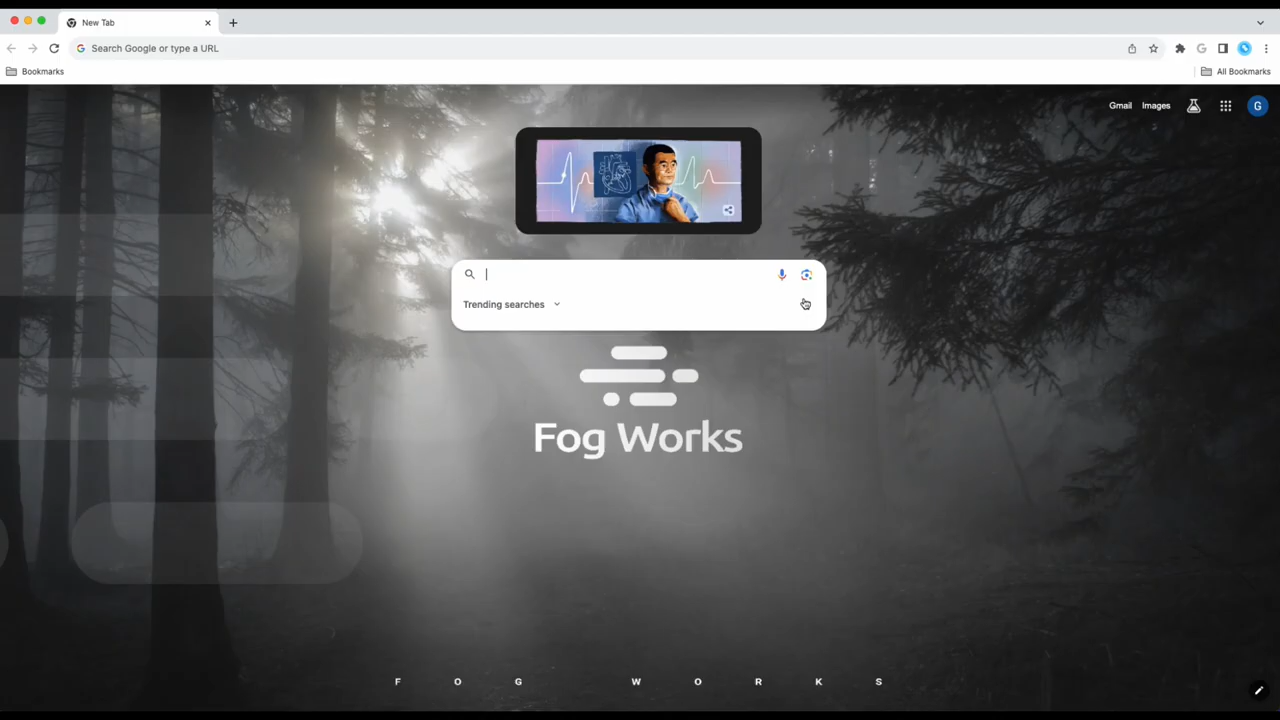 New Tab
Search Google or type a URL
Bookmarks
All Bookmarks
Gmail
Images
G
Trending searches
Fog Works
F O G W O R K S